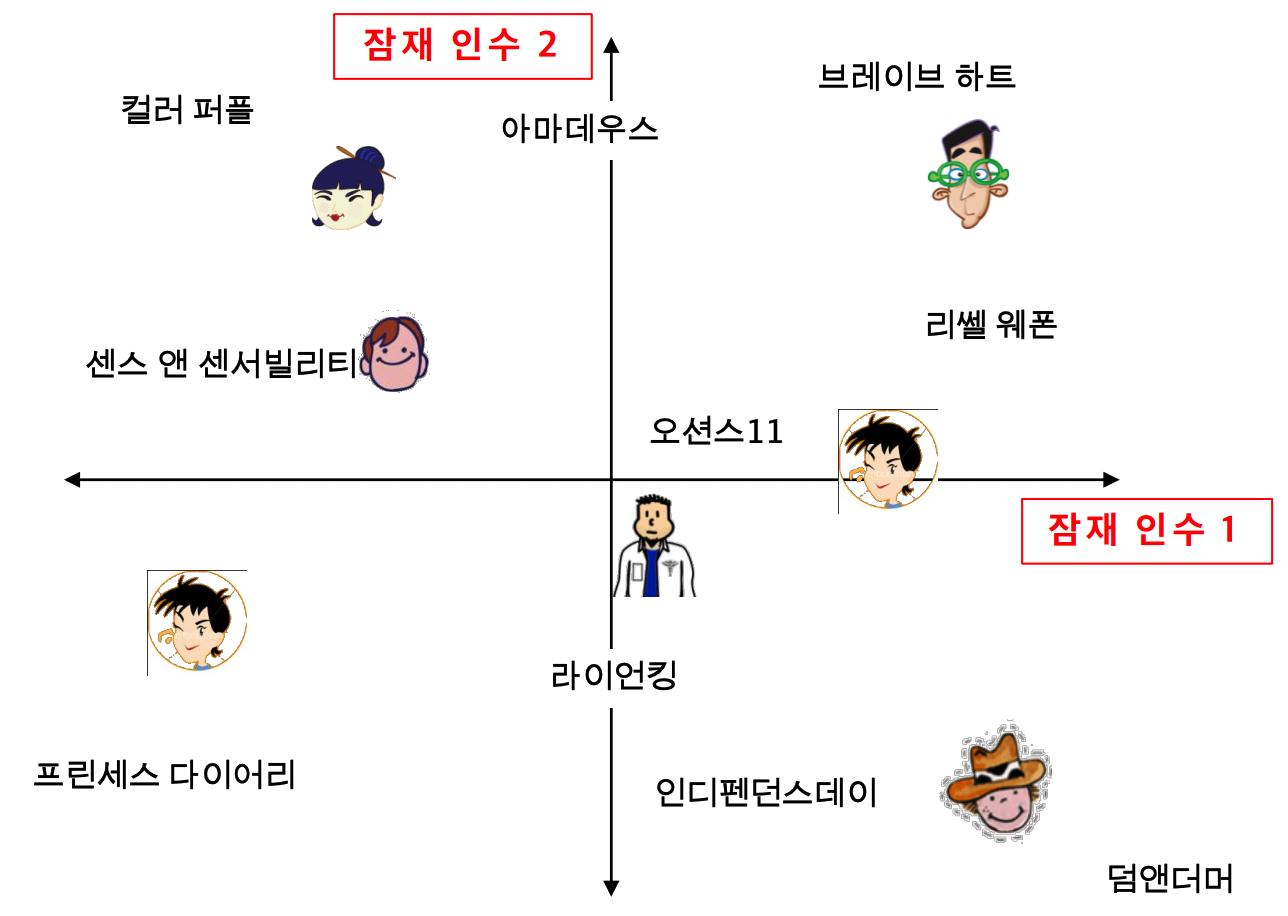 잠재 인수 2
브레이브 하트
컬러 퍼플
아마데우스
리쎌 웨폰
센스 앤 센서빌리티
오션스11
잠재 인수 1
라이언킹
프린세스 다이어리
인디펜던스데이
덤앤더머